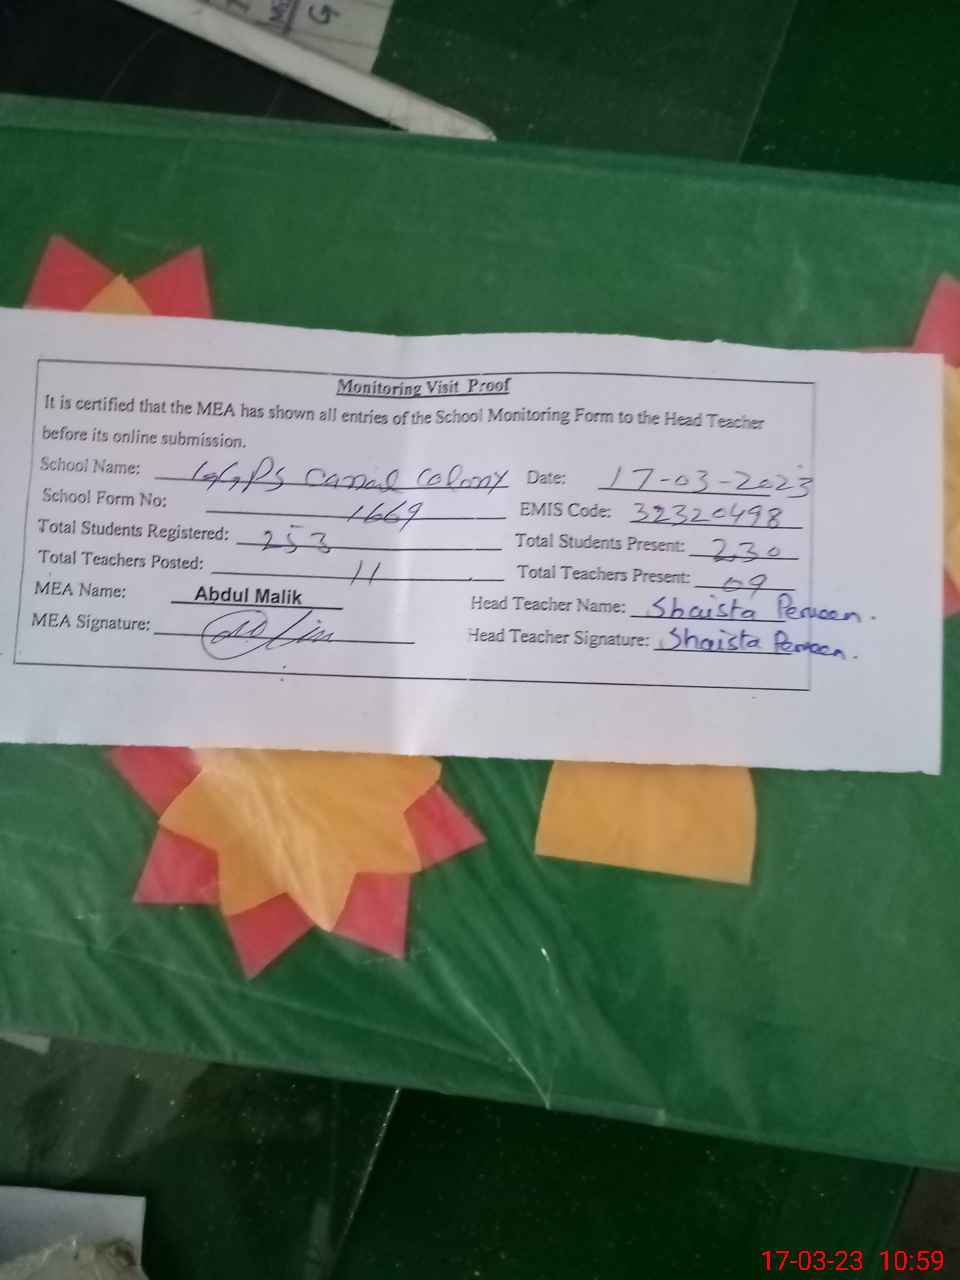 G
Monitoring Visit Proof
It is certified that the MEA has shown all entries of the School Monitoring Form to the Head Teacher
before its online submission.
School Name: GGPS Canal Colony Date: 17-03-2023
School Form No: 1669 EMIS Code: 32320498
Total Students Registered: 253 Total Students Present: 230
Total Teachers Posted: 11 Total Teachers Present: 09
MEA Name: Abdul Malik Head Teacher Name: Shaista Perveen.
MEA Signature: Head Teacher Signature: Shaista Perveen.
17-03-23 10:59